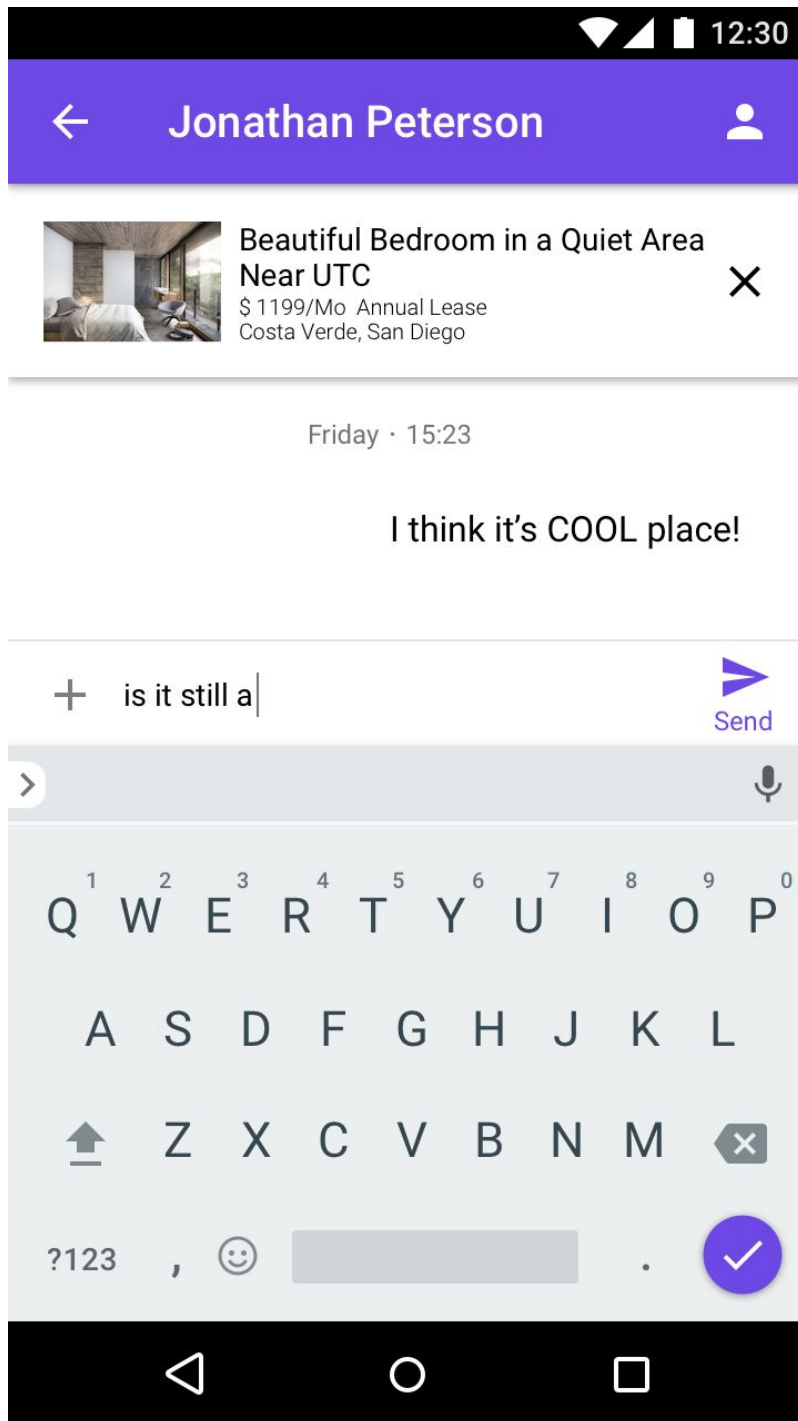 12:30
Jonathan Peterson
Beautiful Bedroom in a Quiet Area
Near UTC
$ 1199/Mo  Annual Lease
Costa Verde, San Diego
Friday · 15:23
I think it’s COOL place!
is it still a
Send
1 2 3 4 5 6 7 8 9 0
Q W E R T Y U I O P
A S D F G H J K L
Z X C V B N M
?123 , .